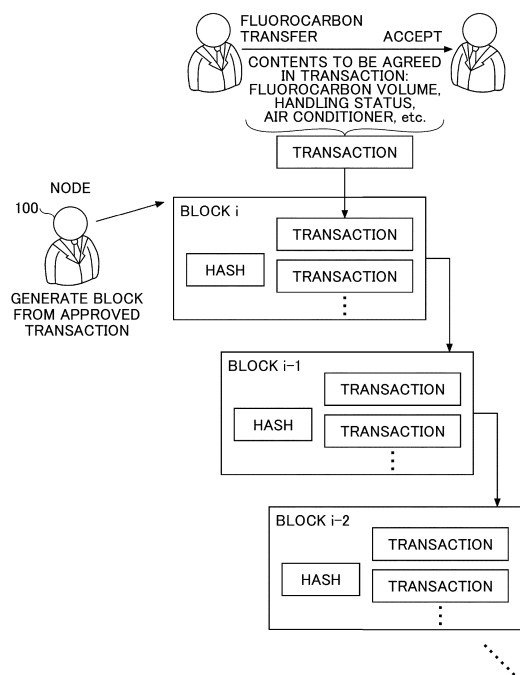 FLUOROCARBON
TRANSFER ACCEPT
CONTENTS TO BE AGREED
IN TRANSACTION:
FLUOROCARBON VOLUME,
HANDLING STATUS,
AIR CONDITIONER, etc.
TRANSACTION
NODE
100
GENERATE BLOCK
FROM APPROVED
TRANSACTION
BLOCK i
TRANSACTION
HASH
TRANSACTION
BLOCK i-1
TRANSACTION
HASH
TRANSACTION
BLOCK i-2
TRANSACTION
HASH
TRANSACTION